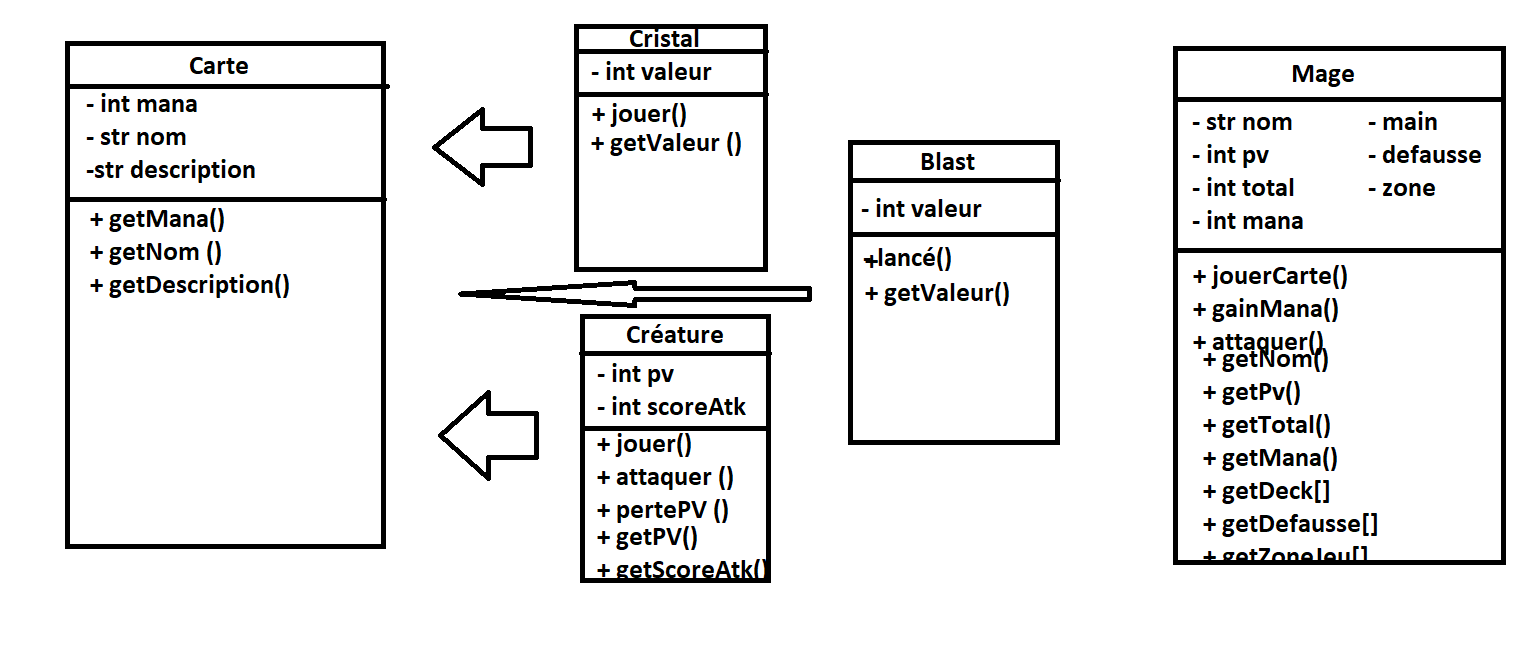 Carte
- int mana
- str nom
-str description
+ getMana()
+ getNom ()
+ getDescription()
Cristal
- int valeur
+ jouer()
+ getValeur ()
Créature
- int pv
- int scoreAtk
+ jouer()
+ attaquer ()
+ pertePV ()
+ getPV()
+ getScoreAtk()
Blast
- int valeur
+lancé()
+ getValeur()
Mage
- str nom
- int pv
- int total
- int mana
- main
- defausse
- zone
+ jouerCarte()
+ gainMana()
+ attaquer()
+ getNom()
+ getPv()
+ getTotal()
+ getMana()
+ getDeck[]
+ getDefausse[]
+ getZoneJeu[]